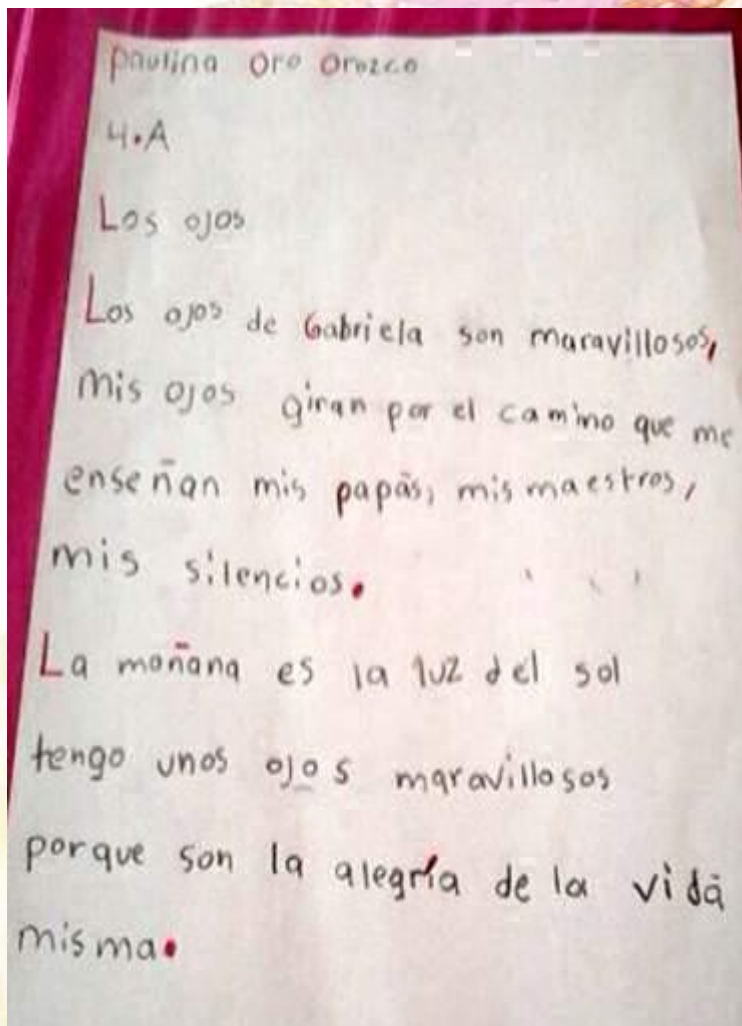 paulina oro orozco
4.A
Los ojos
Los ojos de Gabriela son maravillosos,
mis ojos giran por el camino que me
enseñan mis papás, mis maestros,
mis silencios.
La mañana es la luz del sol
tengo unos ojos maravillosos
porque son la alegría de la vida
misma.